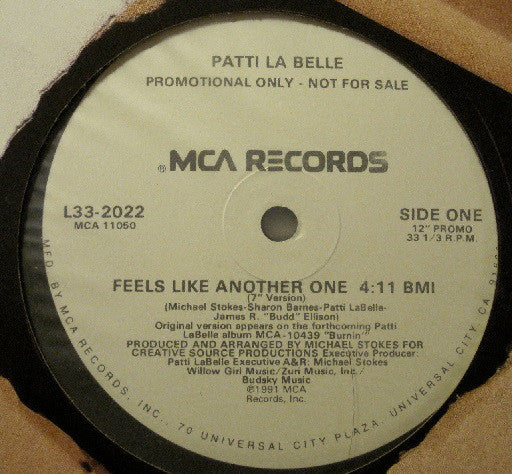 PATTI LA BELLE
PROMOTIONAL ONLY - NOT FOR SALE
® MCA RECORDS
L33-2022
MCA 11050
SIDE ONE
12" PROMO
33 1/3 R.P.M.
FEELS LIKE ANOTHER ONE 4:11 BMI
(7" Version)
(Michael Stokes-Sharon Barnes-Patti LaBelle-
James R. "Budd" Ellison)
Original version appears on the forthcoming Patti
LaBelle album MCA-10439 "Burnin'"
PRODUCED AND ARRANGED BY MICHAEL STOKES FOR
CREATIVE SOURCE PRODUCTIONS Executive Producer:
Patti LaBelle Executive A&R: Michael Stokes
Willow Girl Music/Zuri Music, Inc./
Budsky Music
©1991 MCA
Records, Inc.
MFD. BY MCA RECORDS, INC., 70 UNIVERSAL CITY PLAZA, UNIVERSAL CITY, CA